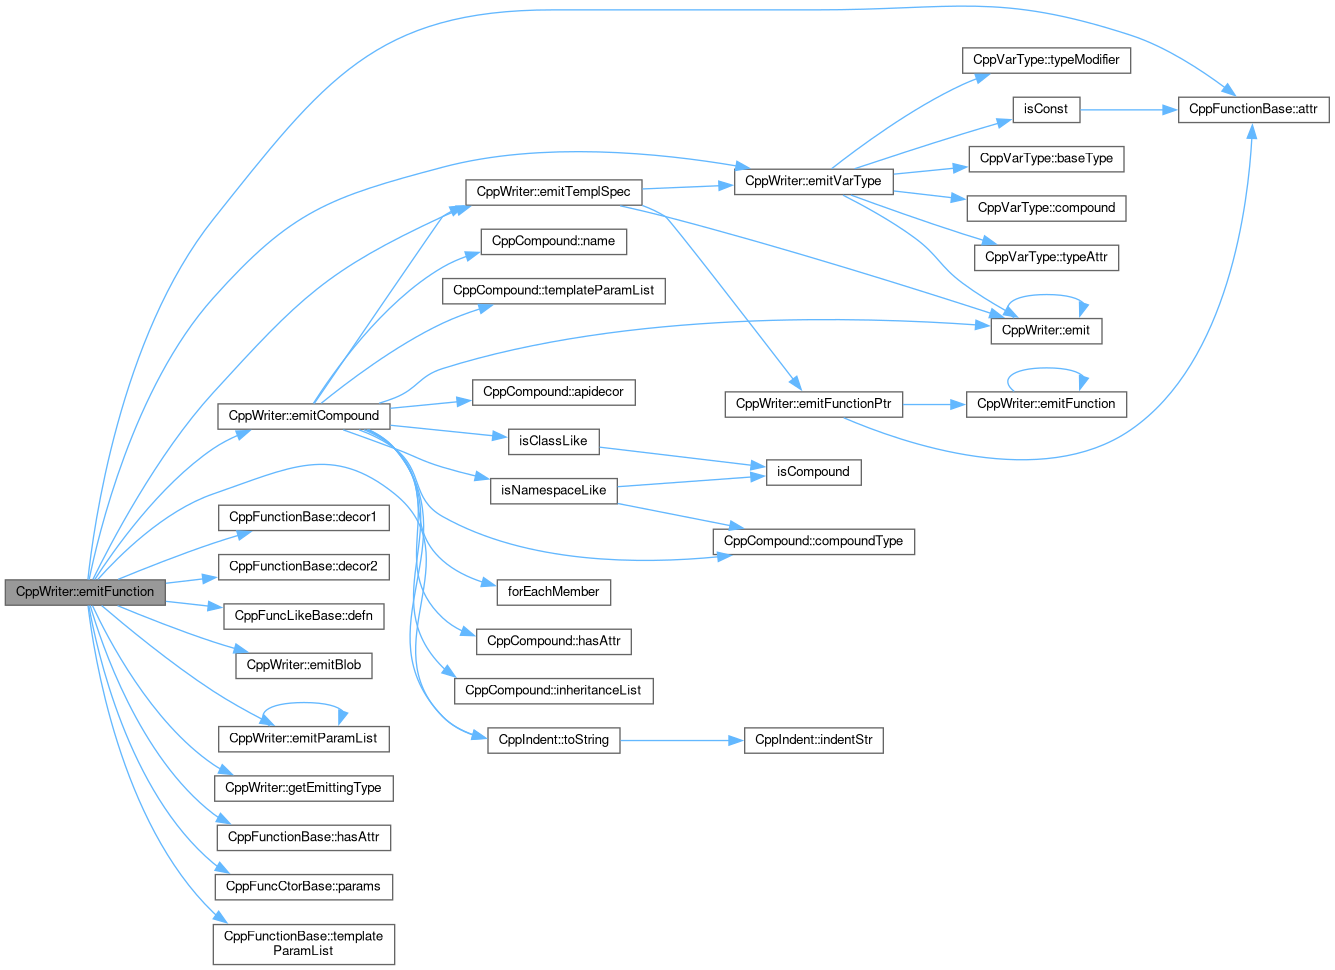 CppVarType::typeModifier
isConst
CppFunctionBase::attr
CppVarType::baseType
CppWriter::emitVarType
CppWriter::emitTemplSpec
CppVarType::compound
CppCompound::name
CppVarType::typeAttr
CppCompound::templateParamList
CppWriter::emit
CppCompound::apidecor
CppWriter::emitFunctionPtr
CppWriter::emitFunction
CppWriter::emitCompound
isClassLike
isCompound
isNamespaceLike
CppFunctionBase::decor1
CppCompound::compoundType
CppFunctionBase::decor2
CppWriter::emitFunction
forEachMember
CppFuncLikeBase::defn
CppCompound::hasAttr
CppWriter::emitBlob
CppCompound::inheritanceList
CppWriter::emitParamList
CppIndent::toString
CppIndent::indentStr
CppWriter::getEmittingType
CppFunctionBase::hasAttr
CppFuncCtorBase::params
CppFunctionBase::template
ParamList